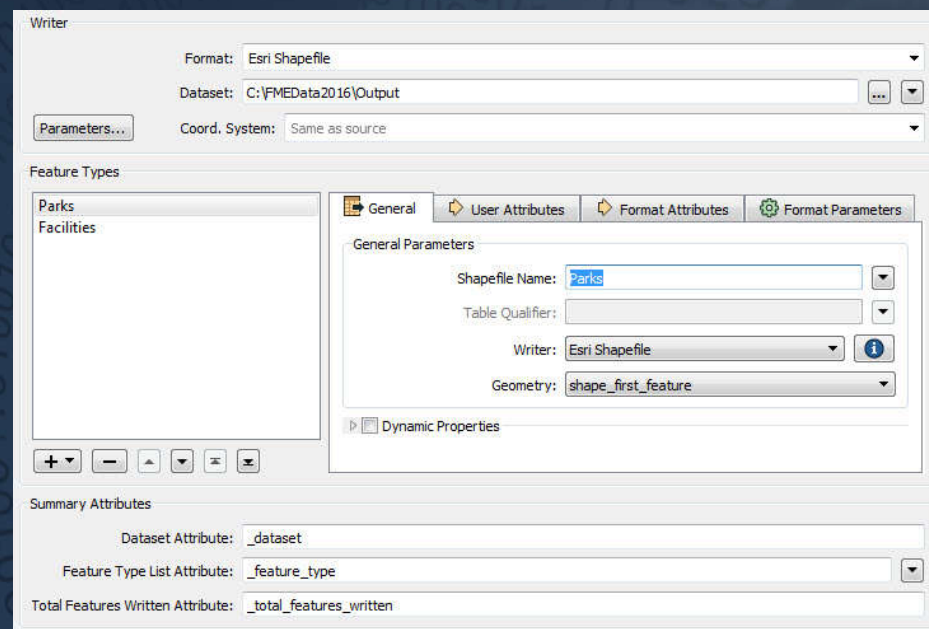 Writer
Format: Esri Shapefile
Dataset: C:\FMEData2016\Output ...
Parameters... Coord. System: Same as source
Feature Types
Parks
Facilities
General User Attributes Format Attributes Format Parameters
General Parameters
Shapefile Name: Parks
Table Qualifier:
Writer: Esri Shapefile
Geometry: shape_first_feature
Dynamic Properties
Summary Attributes
Dataset Attribute: _dataset
Feature Type List Attribute: _feature_type
Total Features Written Attribute: _total_features_written